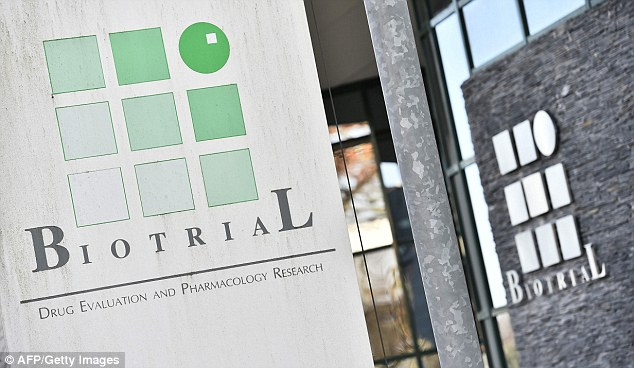 BIOTRIAL
DRUG EVALUATION AND PHARMACOLOGY RESEARCH
BIOTRIAL
© AFP/Getty Images